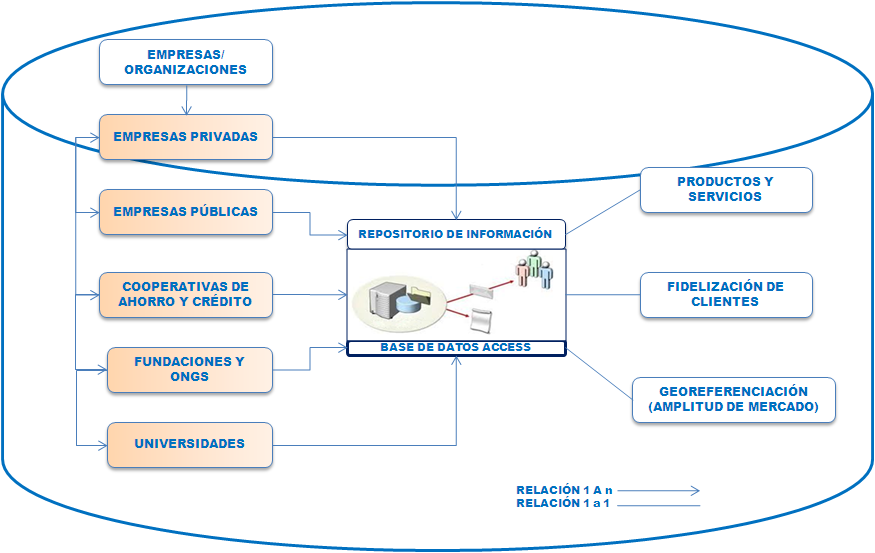 EMPRESAS/
ORGANIZACIONES
EMPRESAS PRIVADAS
EMPRESAS PÚBLICAS
COOPERATIVAS DE
AHORRO Y CRÉDITO
FUNDACIONES Y
ONGS
UNIVERSIDADES
REPOSITORIO DE INFORMACIÓN
BASE DE DATOS ACCESS
PRODUCTOS Y
SERVICIOS
FIDELIZACIÓN DE
CLIENTES
GEOREFERENCIACIÓN
(AMPLITUD DE MERCADO)
RELACIÓN 1 A n
RELACIÓN 1 a 1